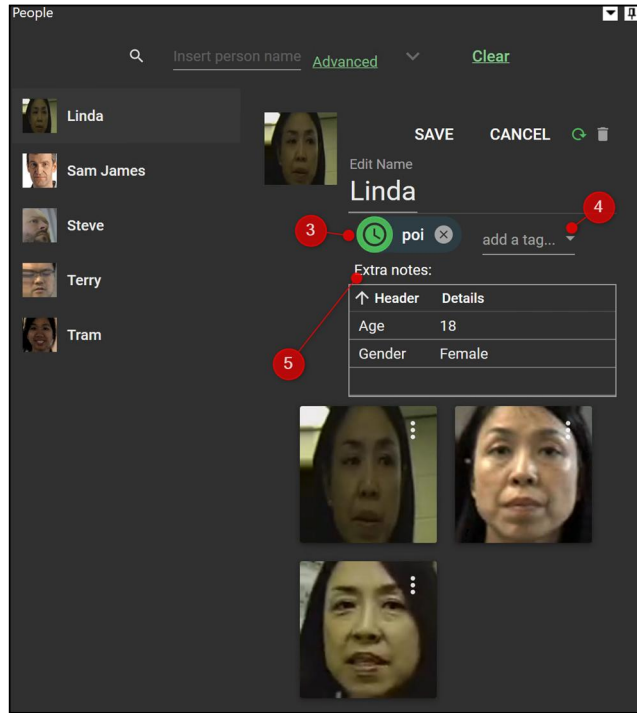 People
Insert person name Advanced Clear
Linda
Sam James
Steve
Terry
Tram
SAVE CANCEL
Edit Name
Linda
3
poi
add a tag...
4
Extra notes:
Header Details
Age 18
Gender Female
5